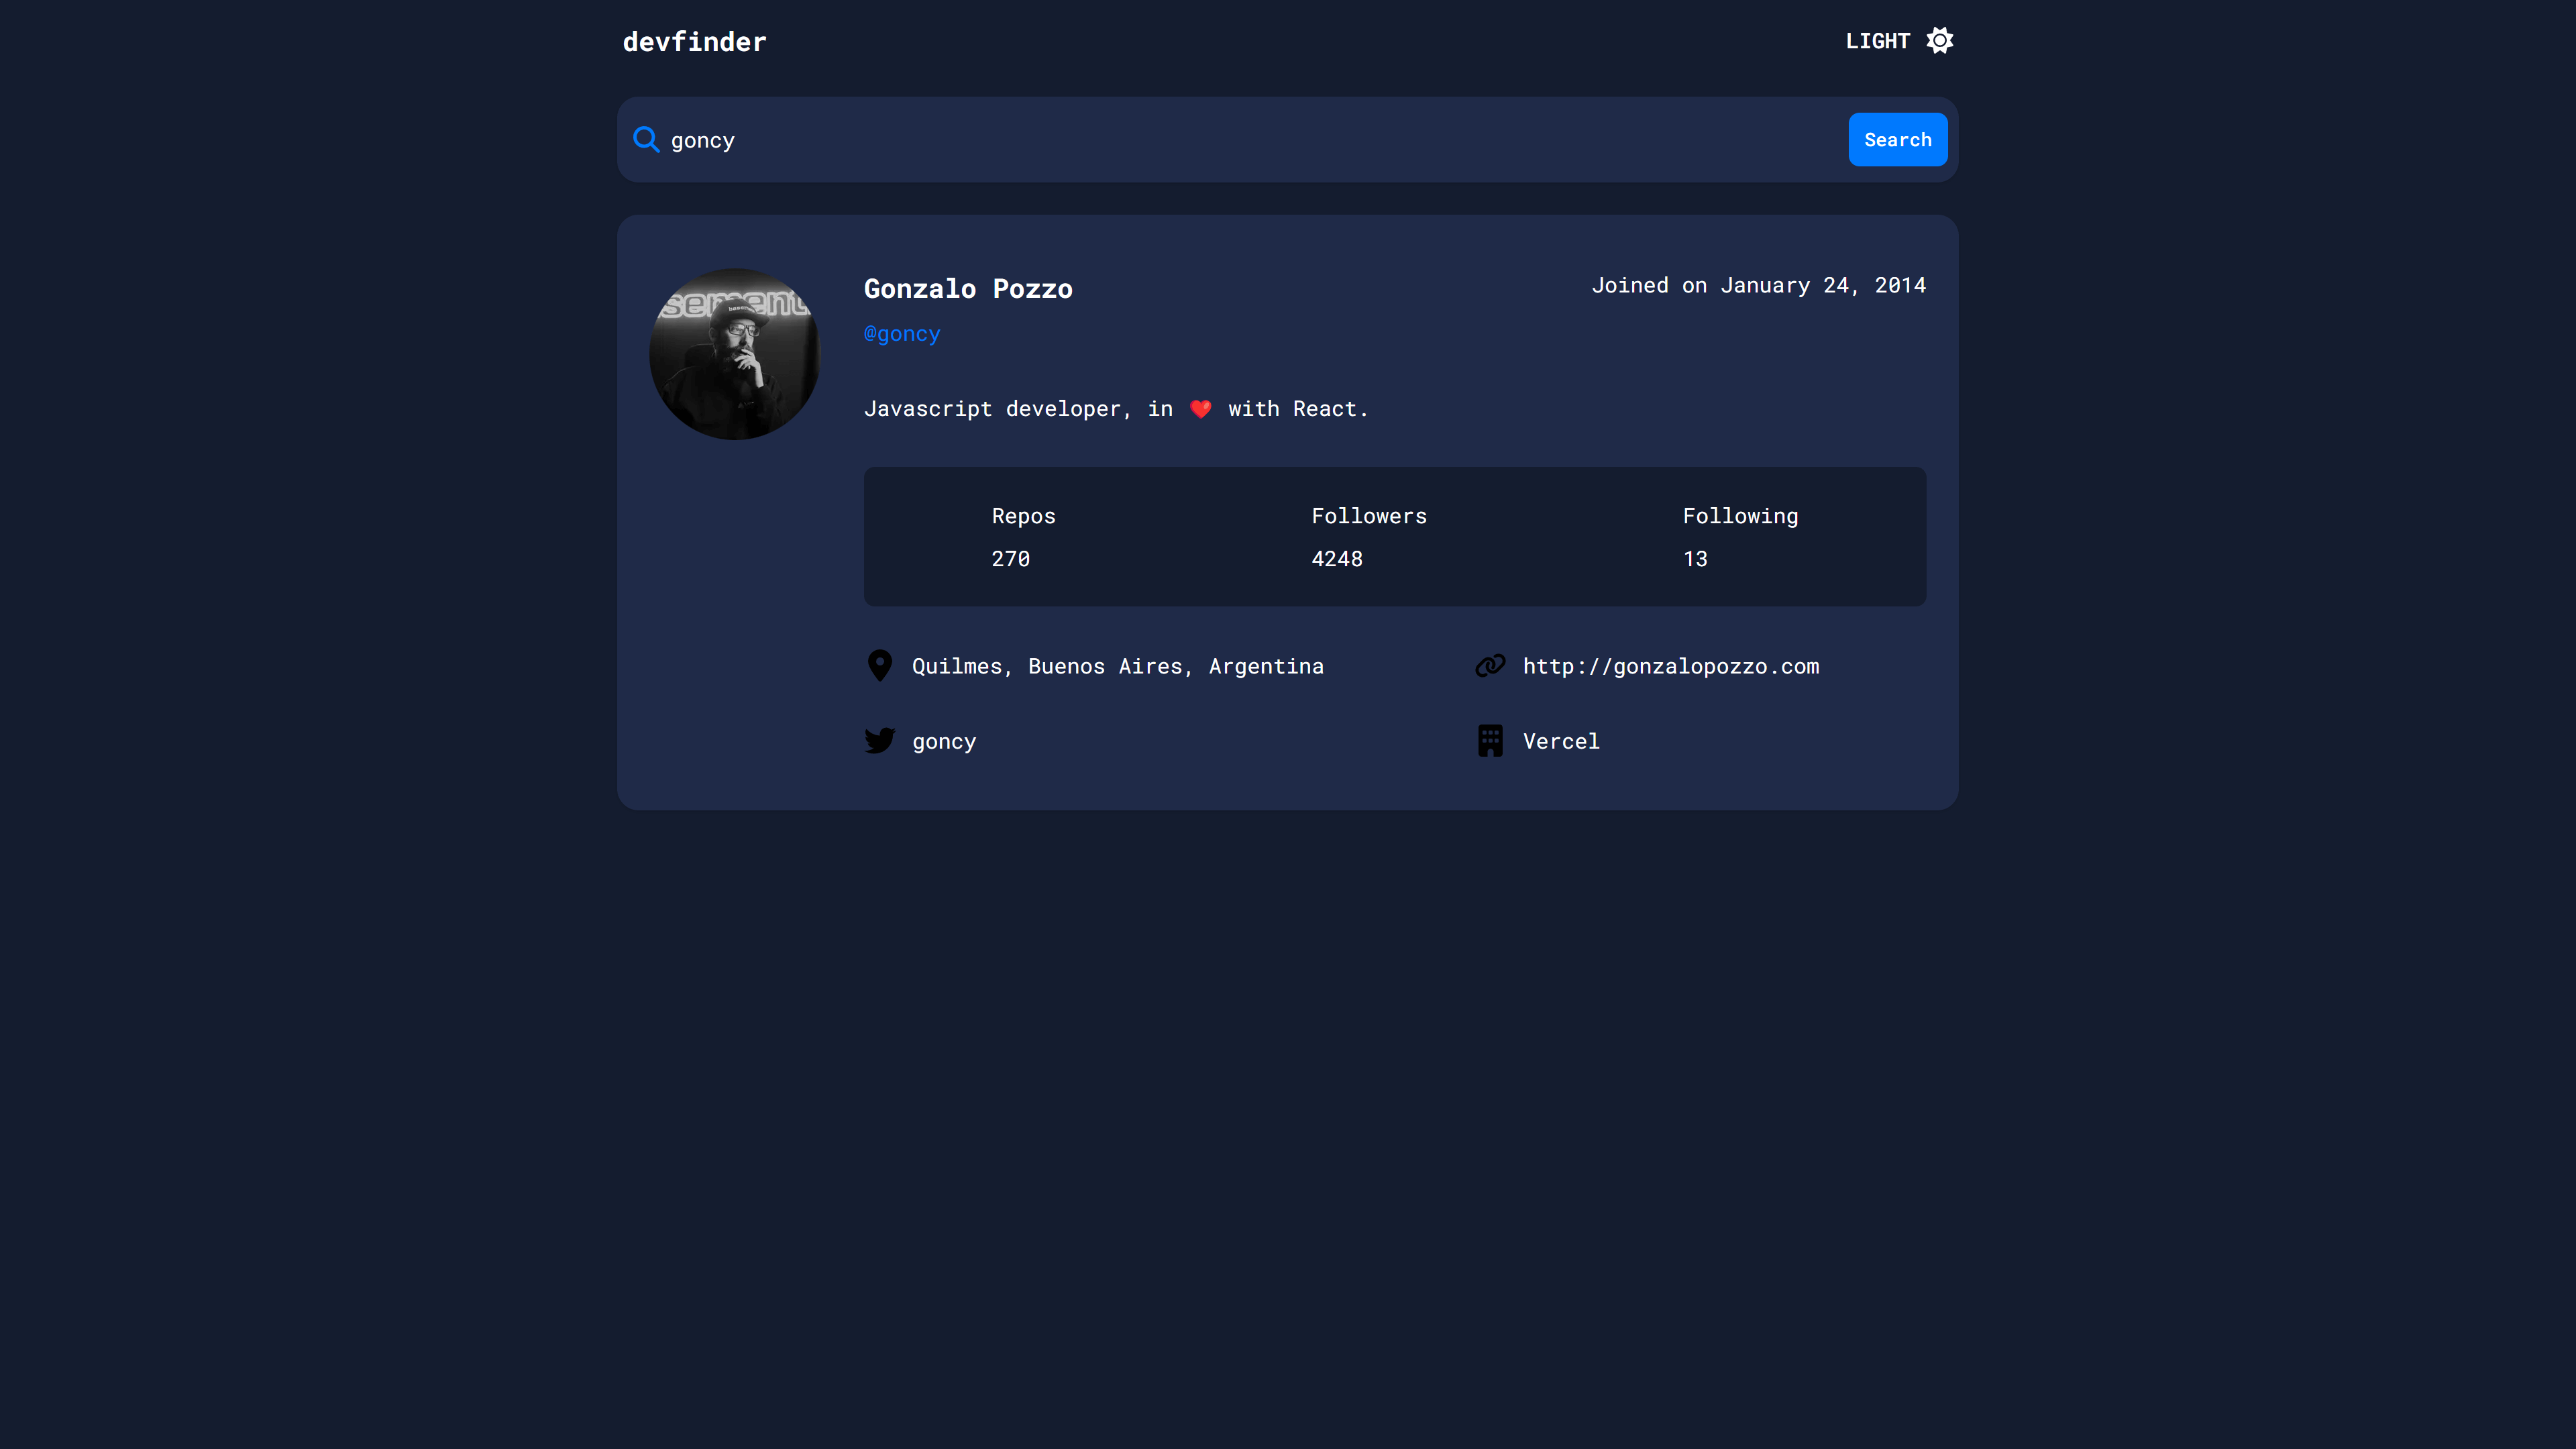 devfinder
LIGHT
goncy
Search
sement
Gonzalo Pozzo
Joined on January 24, 2014
@goncy
Javascript developer, in ❤️ with React.
Repos
Followers
Following
270
4248
13
Quilmes, Buenos Aires, Argentina
http://gonzalopozzo.com
goncy
Vercel